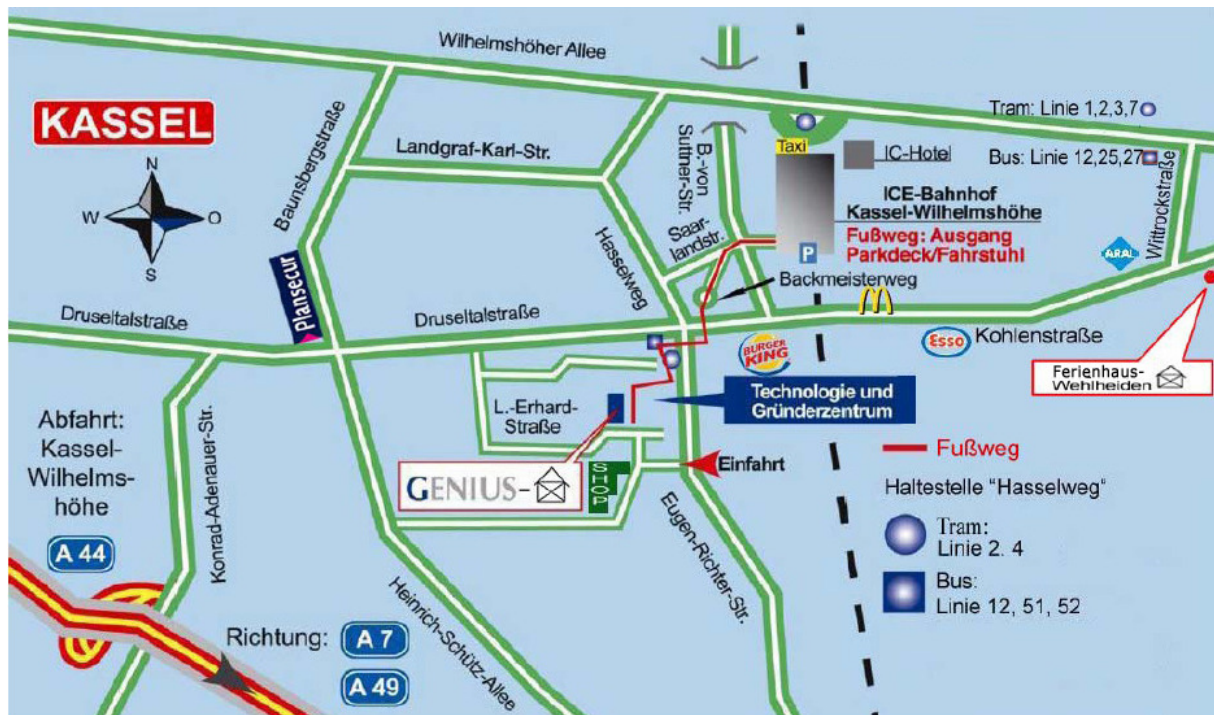 Wilhelmshöher Allee
KASSEL
N
W
O
S
Baunsbergstraße
Landgraf-Karl-Str.
Hasselweg
B.-von
Suttner-Str.
Saar-
landstr.
Taxi
IC-Hotel
Tram: Linie 1,2,3,7
Bus: Linie 12,25,27
Wittrockstraße
ICE-Bahnhof
Kassel-Wilhelmshöhe
Fußweg: Ausgang
Parkdeck/Fahrstuhl
P
Backmeisterweg
ARAL
Plansecur
Druseltalstraße
Druseltalstraße
BURGER
KING
M
Esso
Kohlenstraße
Ferienhaus-
Wehlheiden
Technologie und
Gründerzentrum
L.-Erhard-
Straße
GENIUS-
SHOP
Einfahrt
Eugen-Richter-Str.
Fußweg
Haltestelle "Hasselweg"
Tram:
Linie 2. 4
Bus:
Linie 12, 51, 52
Abfahrt:
Kassel-
Wilhelms-
höhe
A 44
Konrad-Adenauer-Str.
Heinrich-Schütz-Allee
Richtung:
A 7
A 49